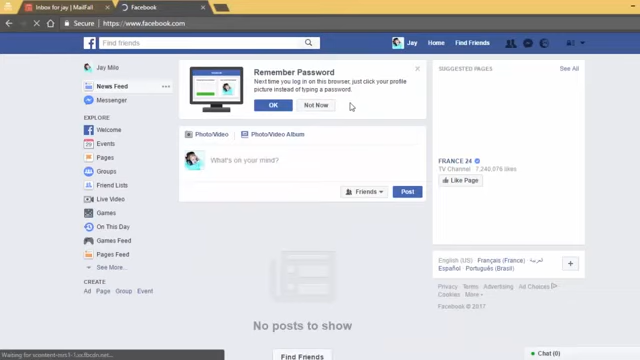 Inbox for jay | MailFall
Facebook
Secure | https://www.facebook.com
Find friends
Jay Home Find Friends
Jay Milo
News Feed
Messenger
EXPLORE
Welcome
Events
Pages
Groups
Friend Lists
Live Video
Games
On This Day
Games Feed
See More...
CREATE
Ad Page Group Event
Remember Password
Next time you log in on this browser, just click your profile
picture instead of typing a password.
OK Not Now
Photo/Video Photo/Video Album
What's on your mind?
Friends Post
No posts to show
Find Friends
SUGGESTED PAGES See All
FRANCE 24
TV Channel · 7,240,076 likes
Like Page
English (US) · Français (France) · العربية ·
Español · Português (Brasil)
Privacy · Terms · Advertising · Ad Choices ·
Cookies · More
Facebook © 2017
Chat (0)